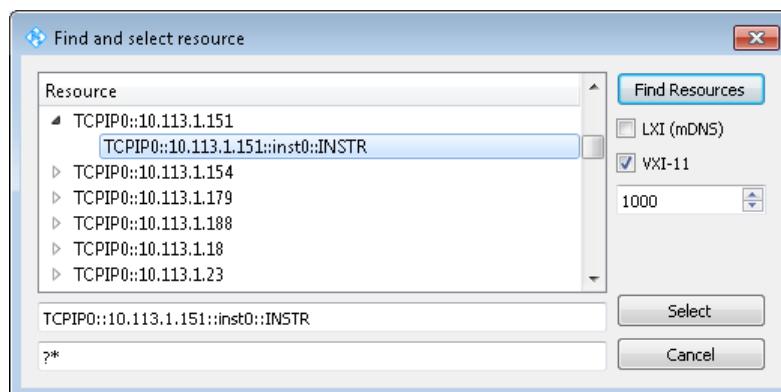 Find and select resource
Resource
TCPIP0::10.113.1.151
TCPIP0::10.113.1.151::inst0::INSTR
TCPIP0::10.113.1.154
TCPIP0::10.113.1.179
TCPIP0::10.113.1.188
TCPIP0::10.113.1.18
TCPIP0::10.113.1.23
TCPIP0::10.113.1.151::inst0::INSTR
?*
Find Resources
LXI (mDNS)
VXI-11
1000
Select
Cancel